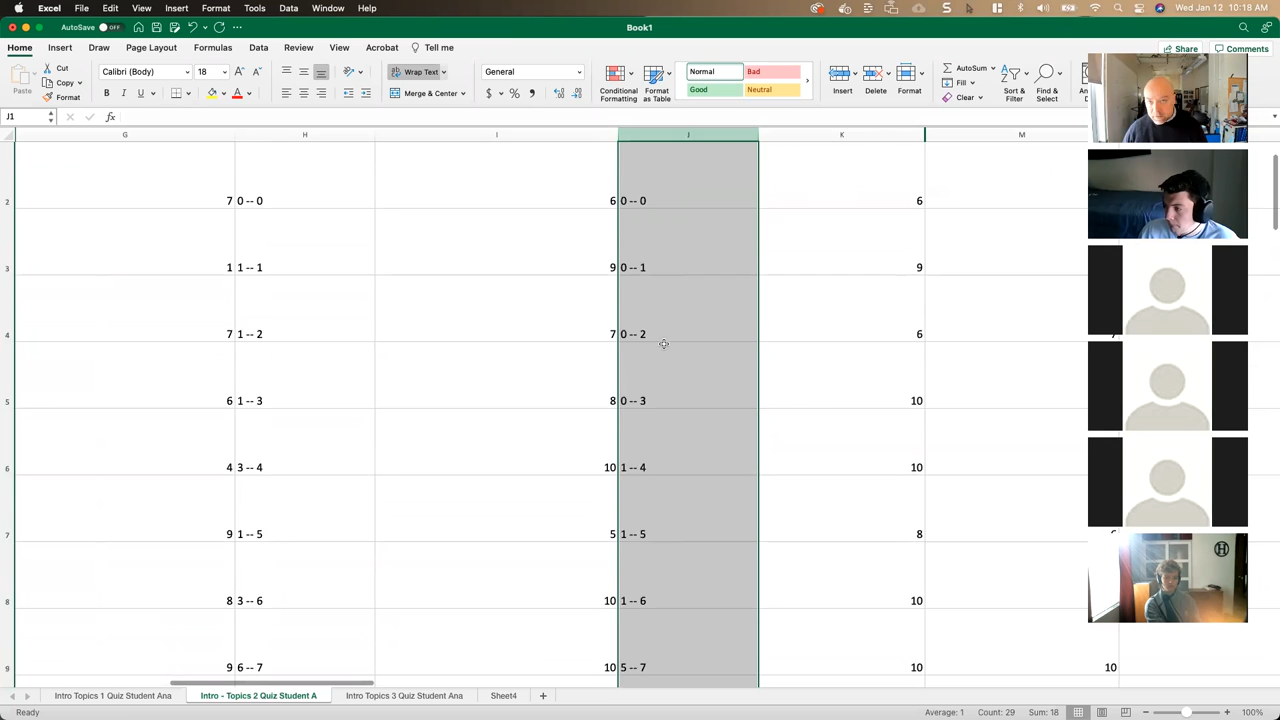 Excel File Edit View Insert Format Tools Data Window Help Wed Jan 12 10:18 AM
AutoSave OFF Book1
Home Insert Draw Page Layout Formulas Data Review View Acrobat Tell me Share Comments
Paste Cut Copy Format
Calibri (Body) 18 A A Wrap Text General
B I U A Merge & Center $ % 9
Conditional Formatting Format as Table
Normal Bad
Good Neutral
Insert Delete Format
AutoSum Fill Clear
Sort & Filter Find & Select
J1 fx
G H I J K M
2 7 0 -- 0 6 0 -- 0 6
3 1 1 -- 1 9 0 -- 1 9
4 7 1 -- 2 7 0 -- 2 6
5 6 1 -- 3 8 0 -- 3 10
6 4 3 -- 4 10 1 -- 4 10
7 9 1 -- 5 5 1 -- 5 8
8 8 3 -- 6 10 1 -- 6 10
9 9 6 -- 7 10 5 -- 7 10 10
Intro Topics 1 Quiz Student Ana Intro - Topics 2 Quiz Student A Intro Topics 3 Quiz Student Ana Sheet4 +
Ready Average: 1 Count: 29 Sum: 18 100%